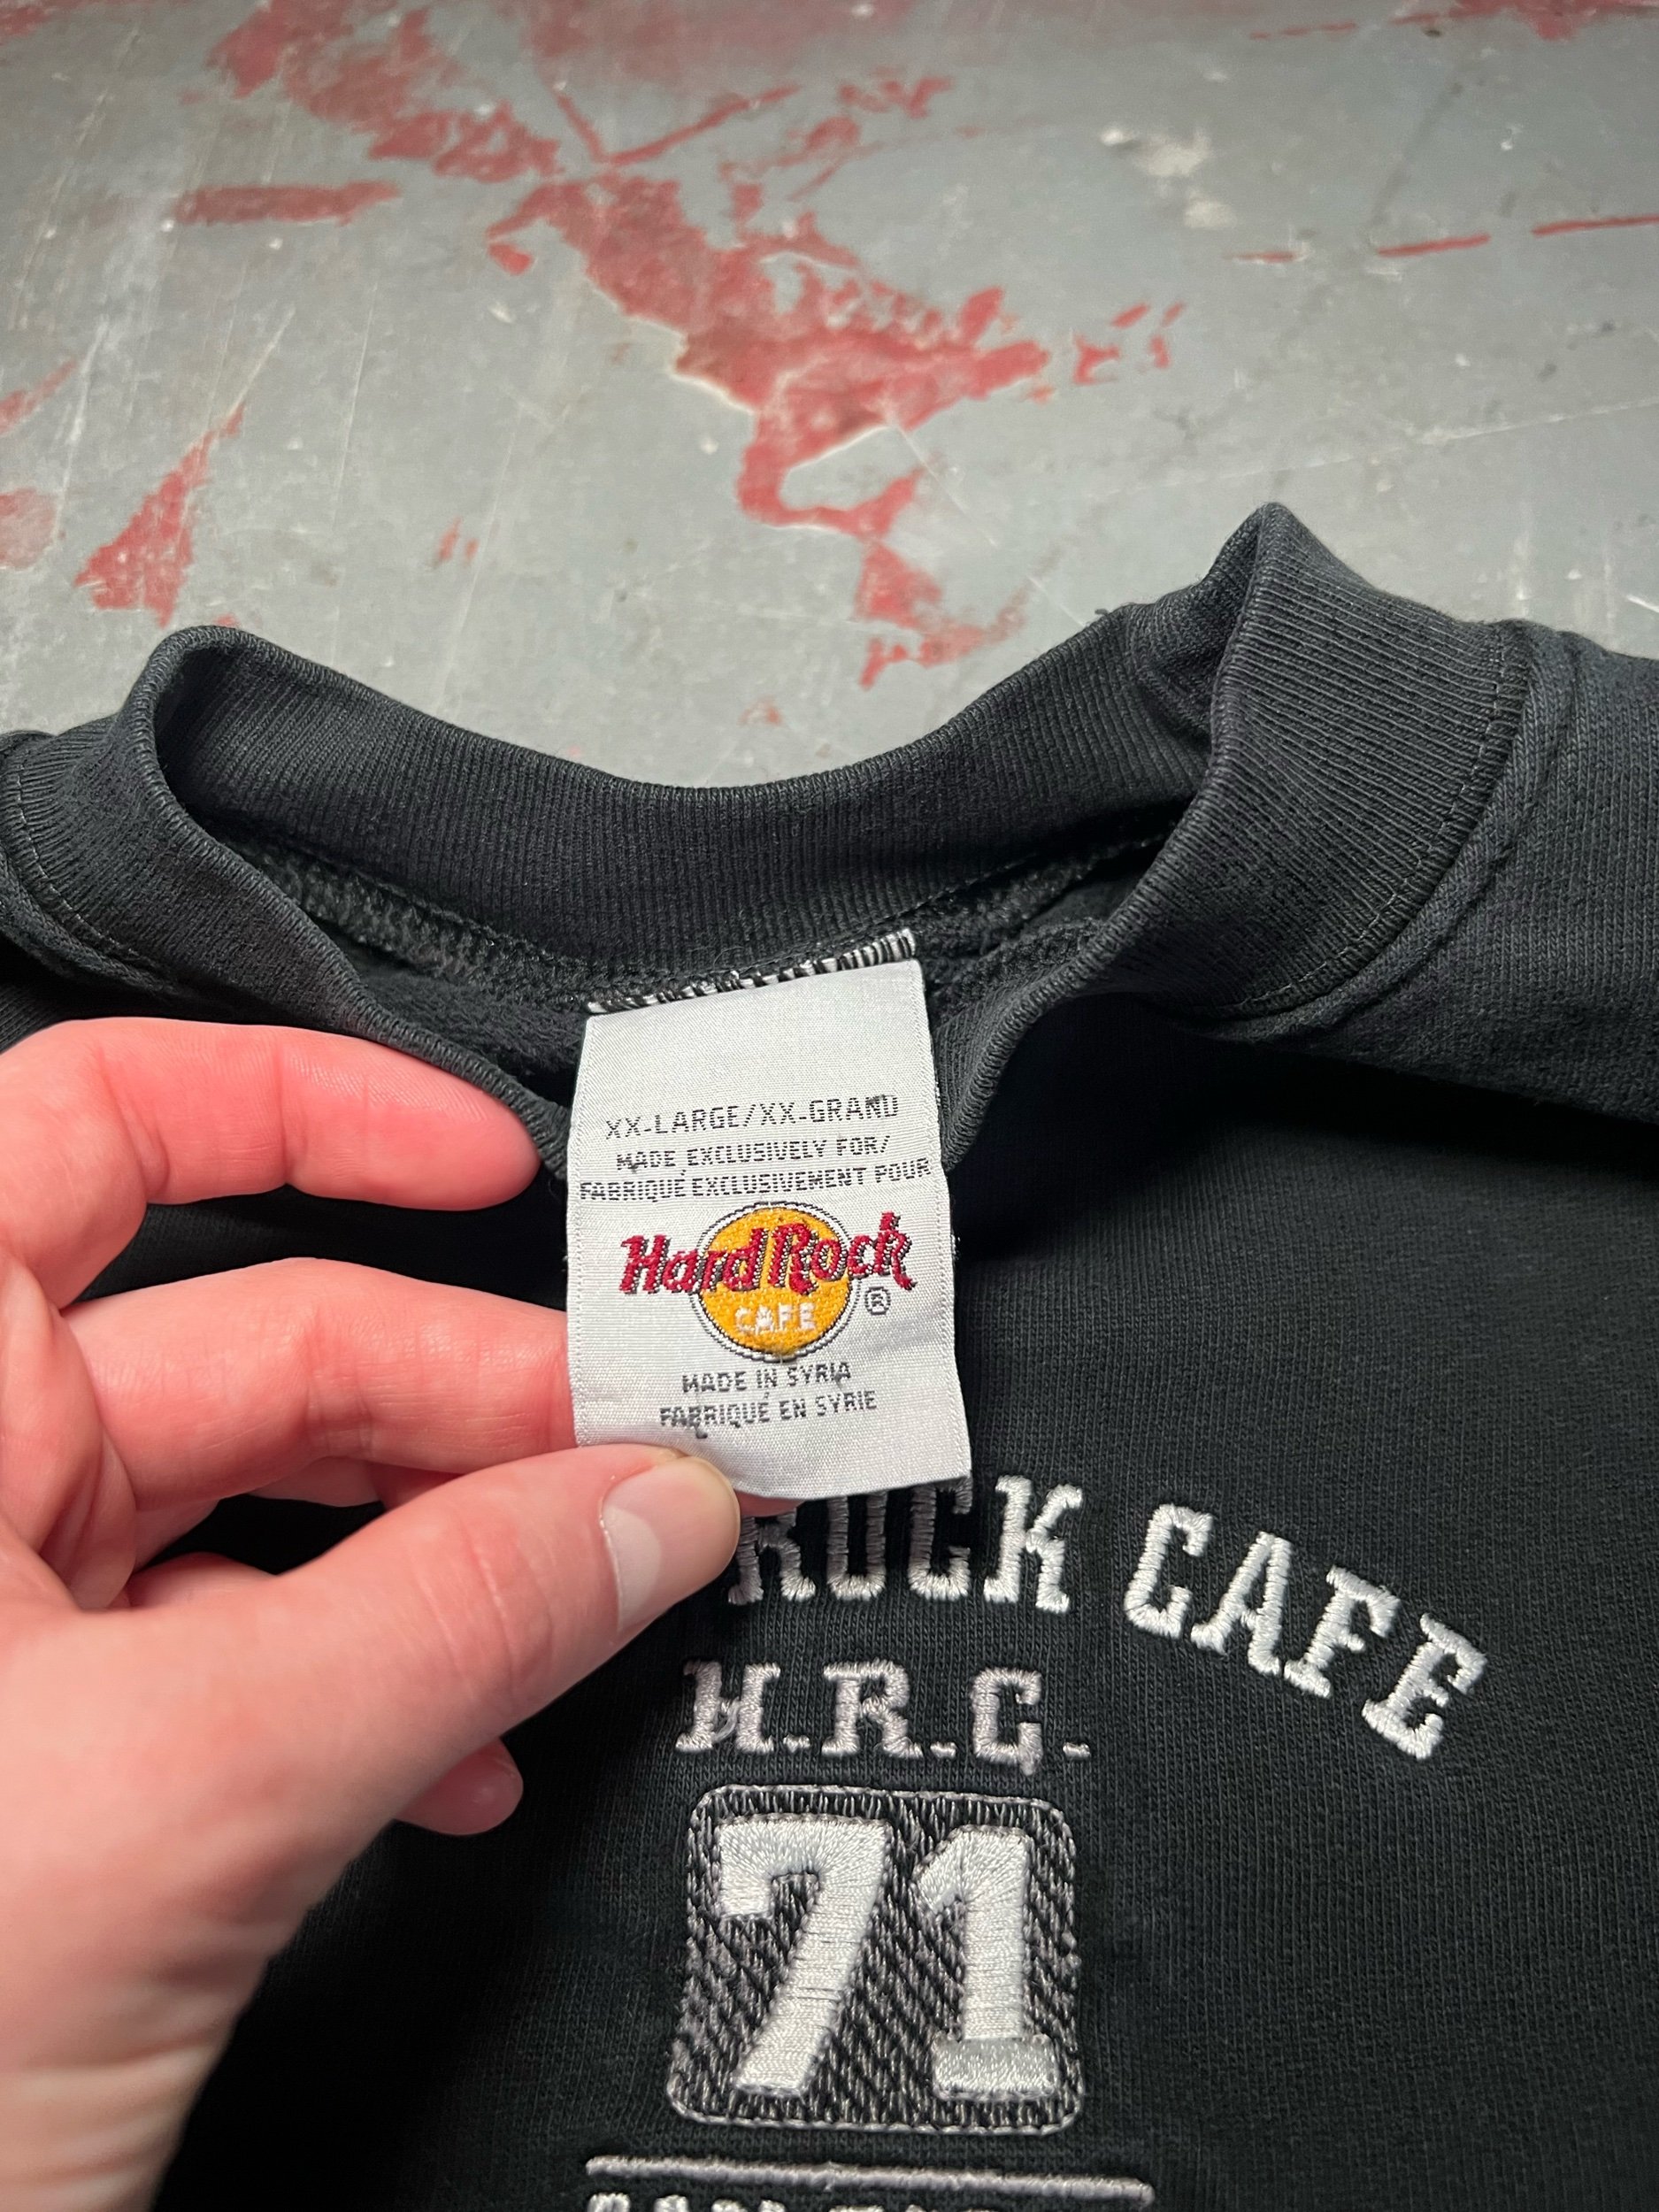 XX-LARGE/XX-GRAND
MADE EXCLUSIVELY FOR/
FABRIQUÉ EXCLUSIVEMENT POUR
Hard Rock
CAFE ®
MADE IN SYRIA
FABRIQUÉ EN SYRIE
ROCK CAFE
H.R.C.
71